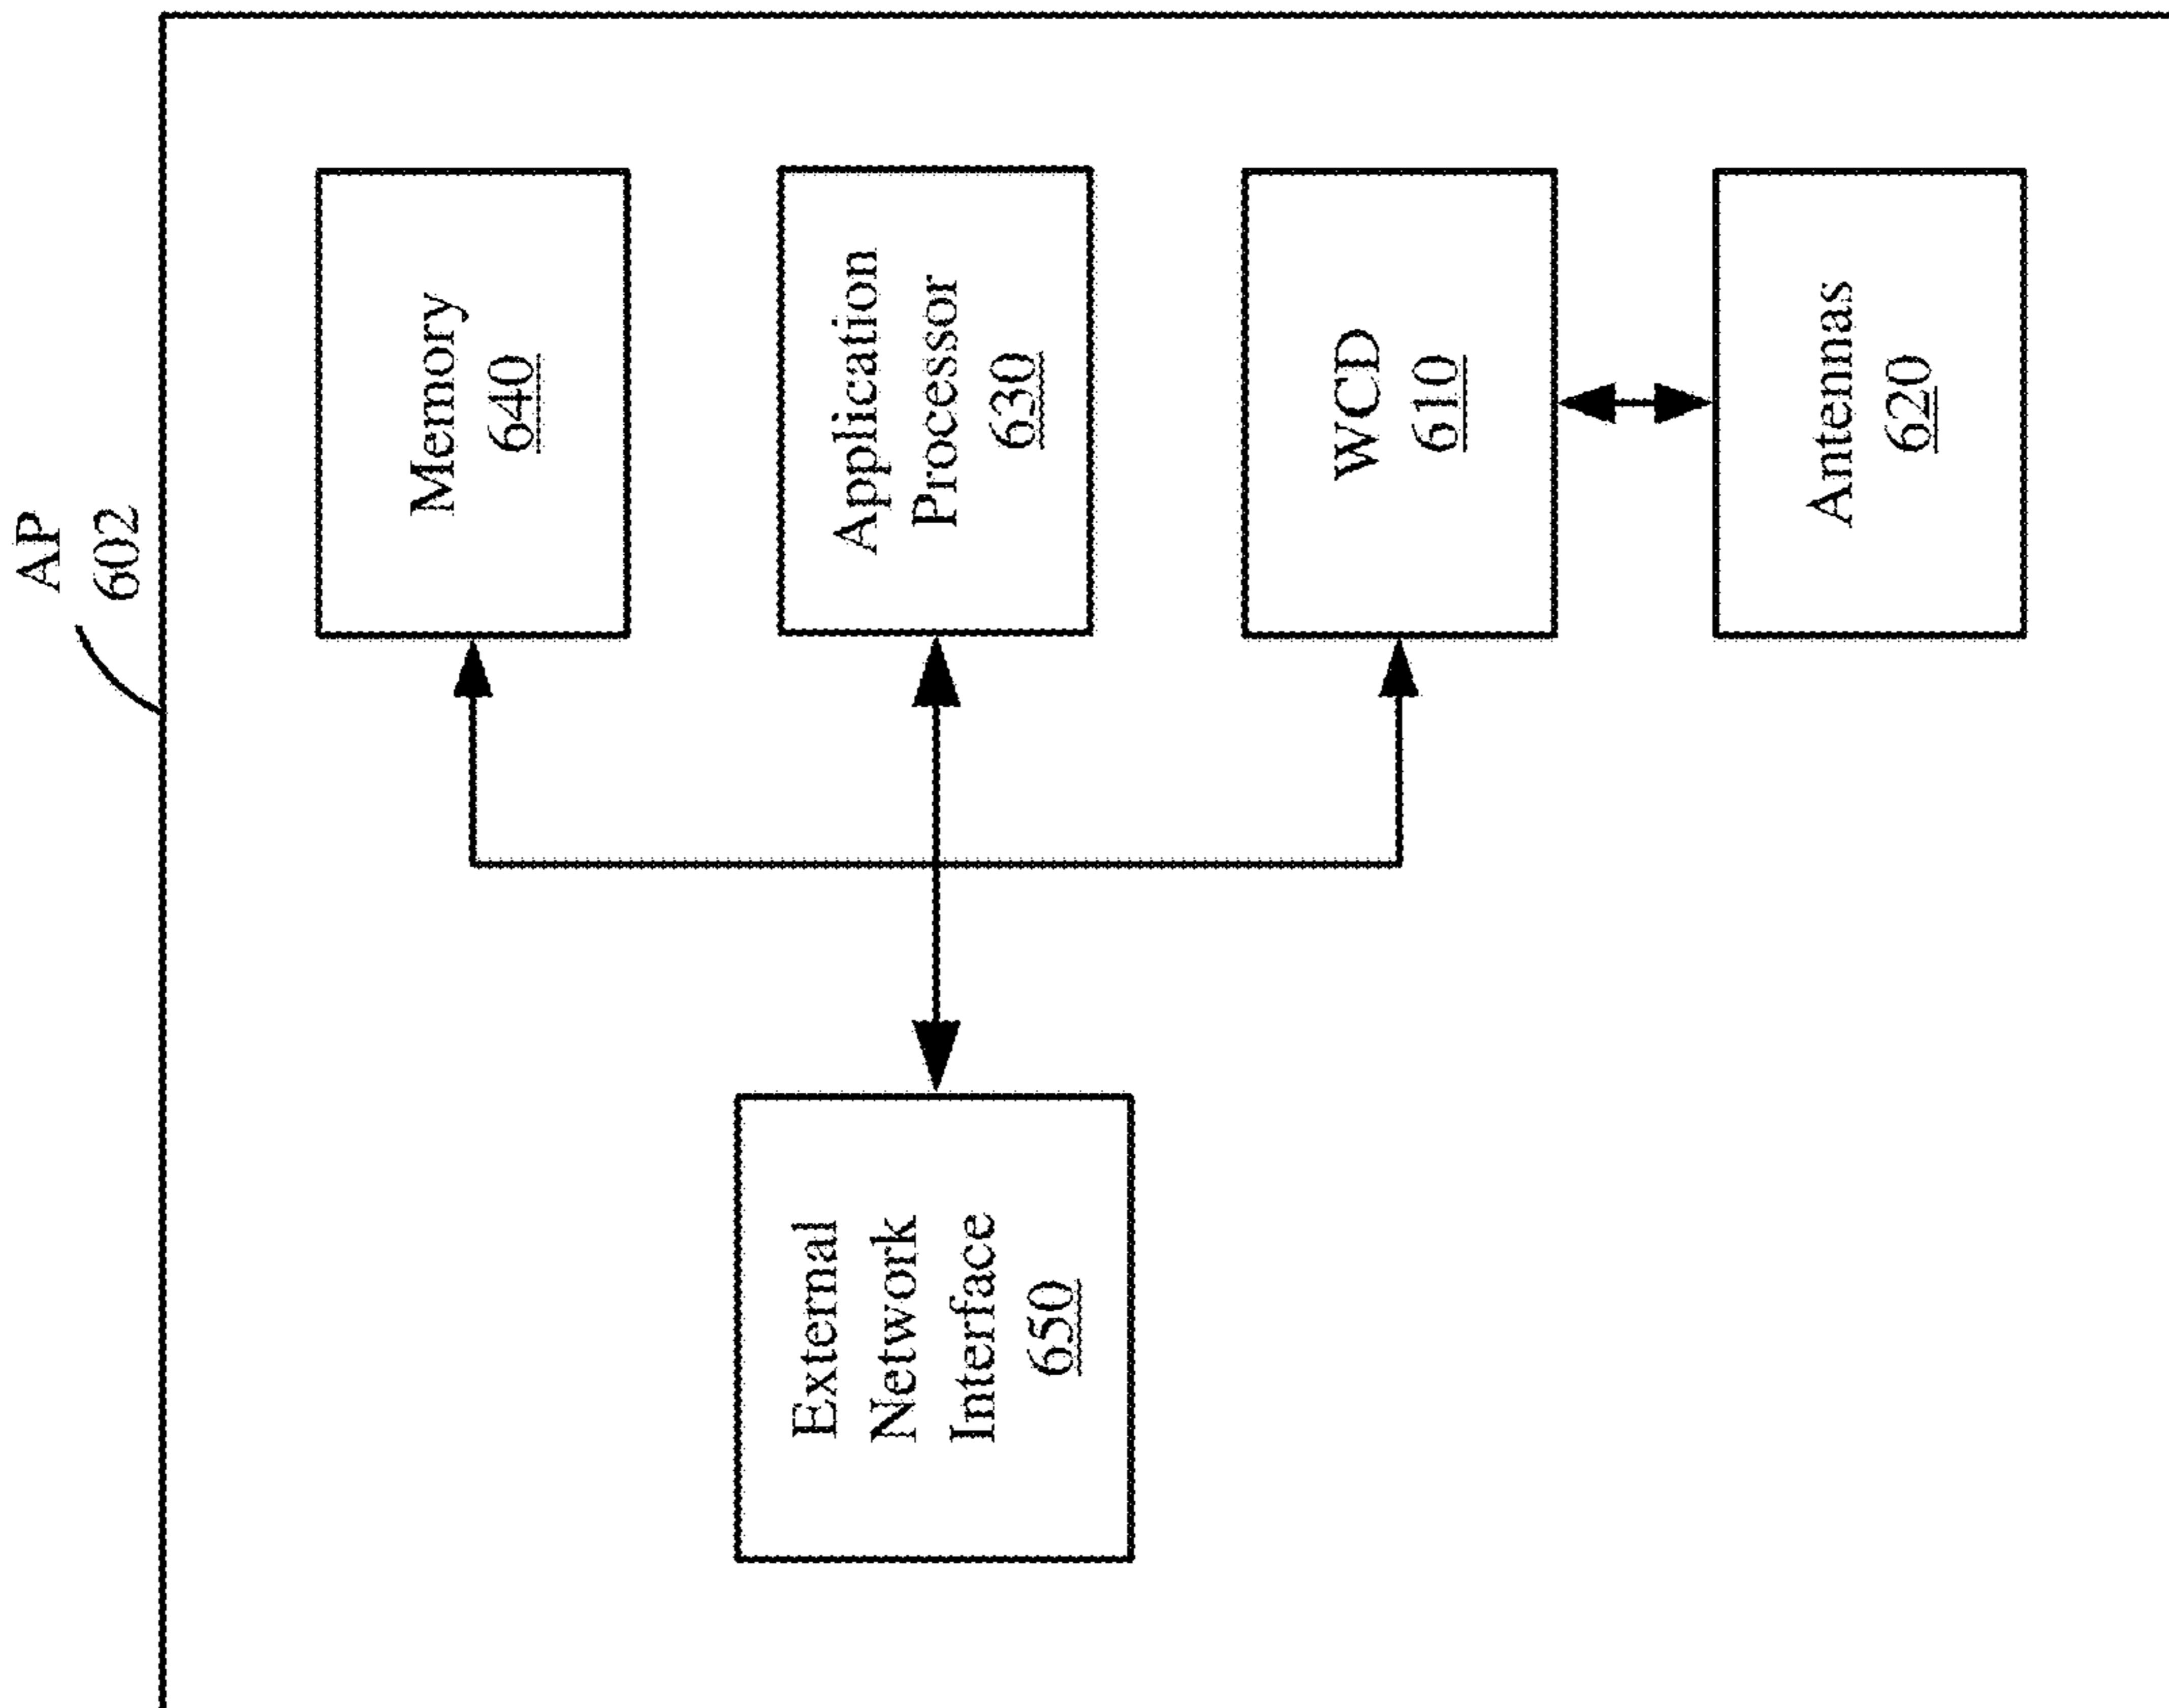 AP
602
Memory
640
Application
Processor
630
WCD
610
Antennas
620
External
Network
Interface
650